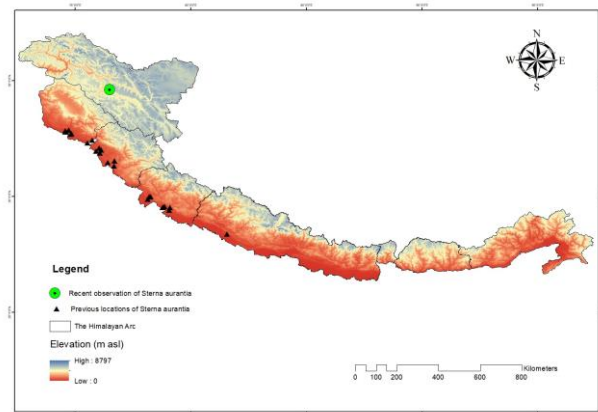 N
W E
S
Legend
Recent observation of Sterna aurantia
Previous locations of Sterna aurantia
The Himalayan Arc
Elevation (m asl)
High : 8797
Low : 0
Kilometers
0 100 200 400 600 800